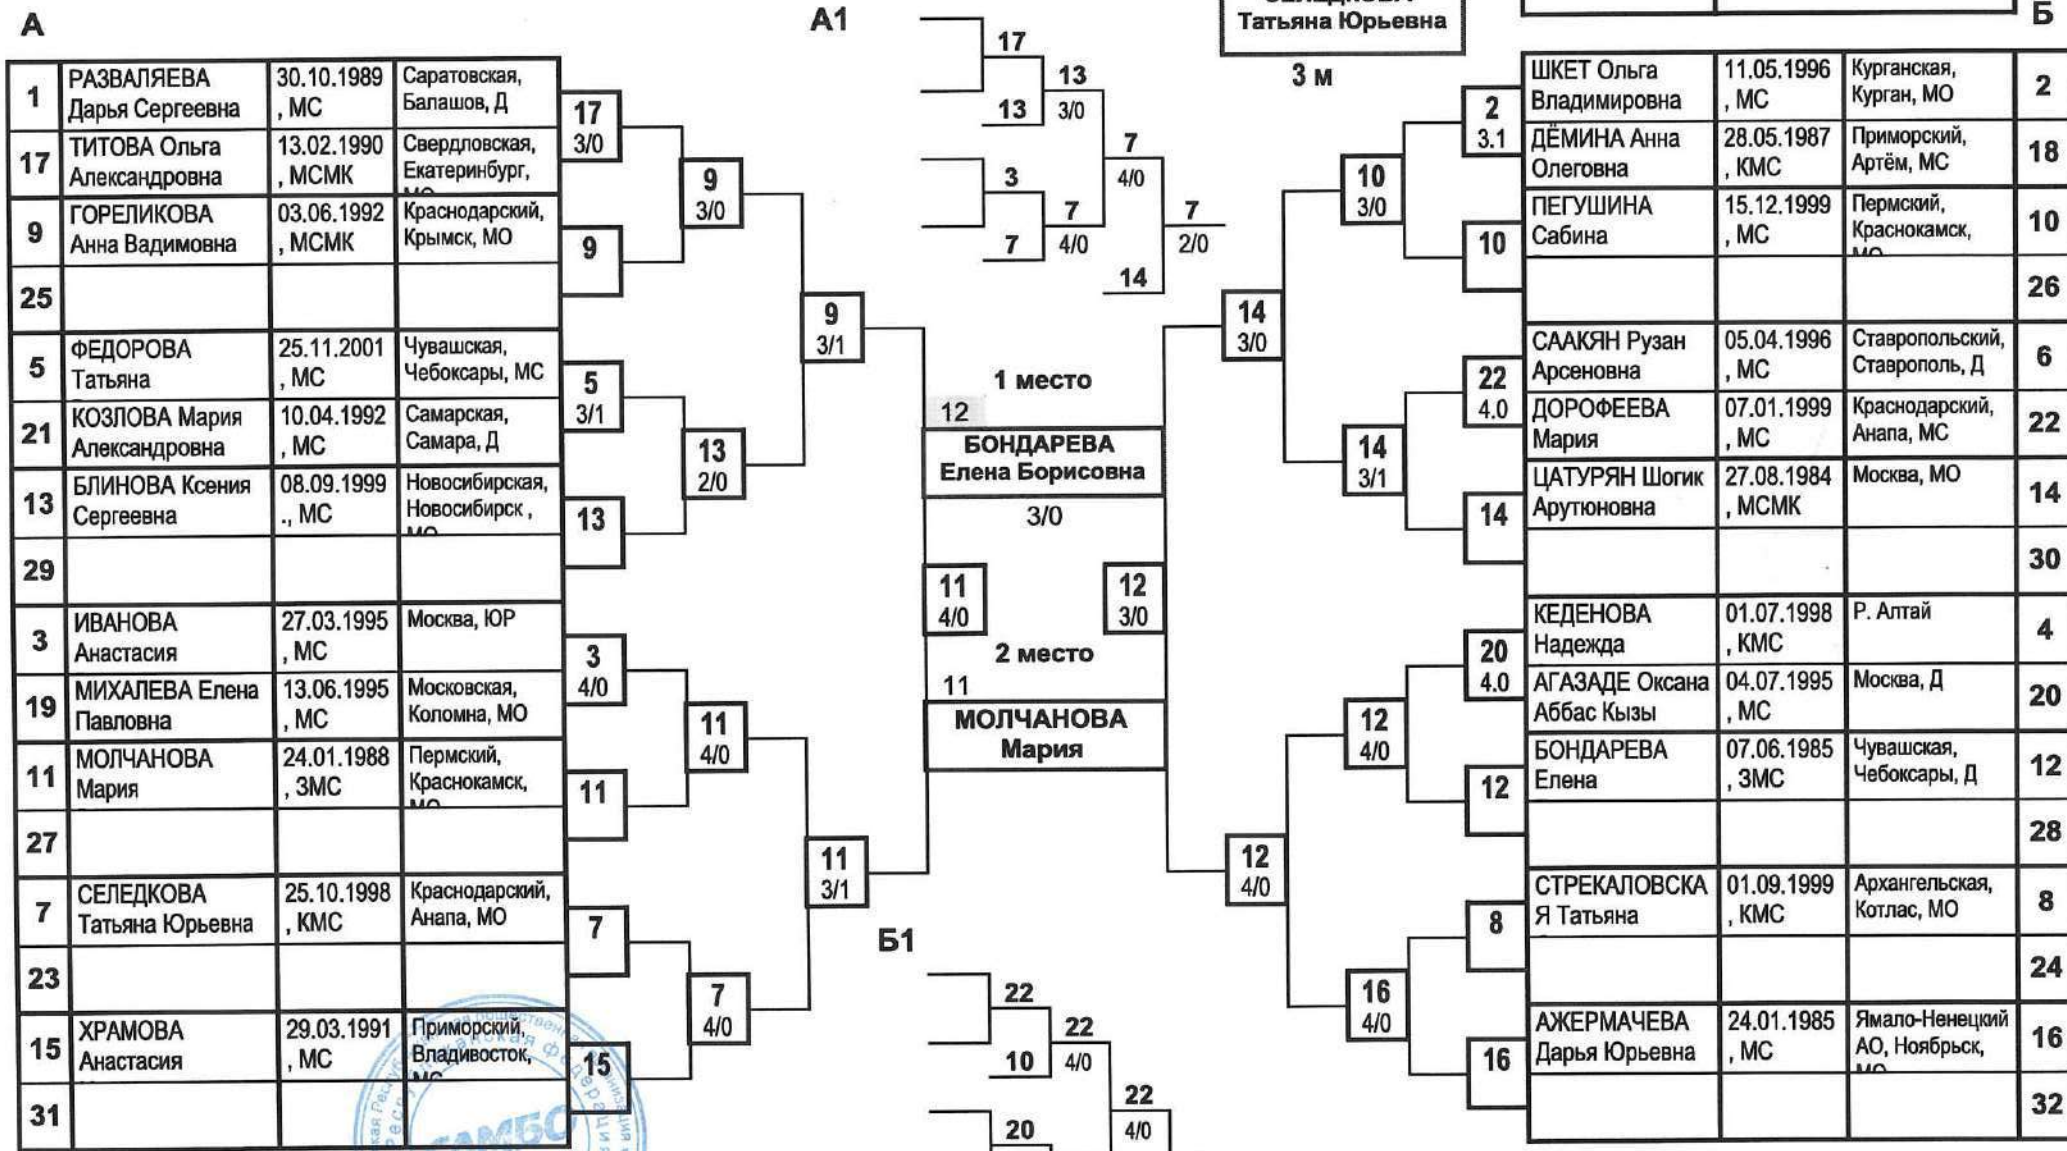 А
А1
СЕЛЕДКОВА
Татьяна Юрьевна
3 м
Б
1
РАЗВАЛЯЕВА
Дарья Сергеевна
30.10.1989
, МС
Саратовская,
Балашов, Д
17
ТИТОВА Ольга
Александровна
13.02.1990
, МСМК
Свердловская,
Екатеринбург,
МО
9
ГОРЕЛИКОВА
Анна Вадимовна
03.06.1992
, МСМК
Краснодарский,
Крымск, МО
25
5
ФЕДОРОВА
Татьяна
25.11.2001
, МС
Чувашская,
Чебоксары, МС
21
КОЗЛОВА Мария
Александровна
10.04.1992
, МС
Самарская,
Самара, Д
13
БЛИНОВА Ксения
Сергеевна
08.09.1999
., МС
Новосибирская,
Новосибирск ,
МО
29
3
ИВАНОВА
Анастасия
27.03.1995
, МС
Москва, ЮР
19
МИХАЛЕВА Елена
Павловна
13.06.1995
, МС
Московская,
Коломна, МО
11
МОЛЧАНОВА
Мария
24.01.1988
, ЗМС
Пермский,
Краснокамск,
МО
27
7
СЕЛЕДКОВА
Татьяна Юрьевна
25.10.1998
, КМС
Краснодарский,
Анапа, МО
23
15
ХРАМОВА
Анастасия
29.03.1991
, МС
Приморский,
Владивосток,
МС
31
17
3/0
9
5
3/1
13
3
4/0
11
7
15
9
3/0
13
2/0
11
4/0
7
4/0
9
3/1
11
3/1
17
13
13
3/0
3
7
7
4/0
7
4/0
14
7
2/0
1 место
12
БОНДАРЕВА
Елена Борисовна
3/0
11
4/0
12
3/0
2 место
11
МОЛЧАНОВА
Мария
Б1
22
10
22
4/0
20
22
4/0
14
3/0
12
4/0
10
3/0
14
3/1
12
4/0
16
4/0
2
3.1
10
22
4.0
14
20
4.0
12
8
16
ШКЕТ Ольга
Владимировна
11.05.1996
, МС
Курганская,
Курган, МО
2
ДЁМИНА Анна
Олеговна
28.05.1987
, КМС
Приморский,
Артём, МС
18
ПЕГУШИНА
Сабина
15.12.1999
, МС
Пермский,
Краснокамск,
МО
10
26
СААКЯН Рузан
Арсеновна
05.04.1996
, МС
Ставропольский,
Ставрополь, Д
6
ДОРОФЕЕВА
Мария
07.01.1999
, МС
Краснодарский,
Анапа, МС
22
ЦАТУРЯН Шогик
Арутюновна
27.08.1984
, МСМК
Москва, МО
14
30
КЕДЕНОВА
Надежда
01.07.1998
, КМС
Р. Алтай
4
АГАЗАДЕ Оксана
Аббас Кызы
04.07.1995
, МС
Москва, Д
20
БОНДАРЕВА
Елена
07.06.1985
, ЗМС
Чувашская,
Чебоксары, Д
12
28
СТРЕКАЛОВСКА
Я Татьяна
01.09.1999
, КМС
Архангельская,
Котлас, МО
8
24
АЖЕРМАЧЕВА
Дарья Юрьевна
24.01.1985
, МС
Ямало-Ненецкий
АО, Ноябрьск,
МО
16
32
САМБО